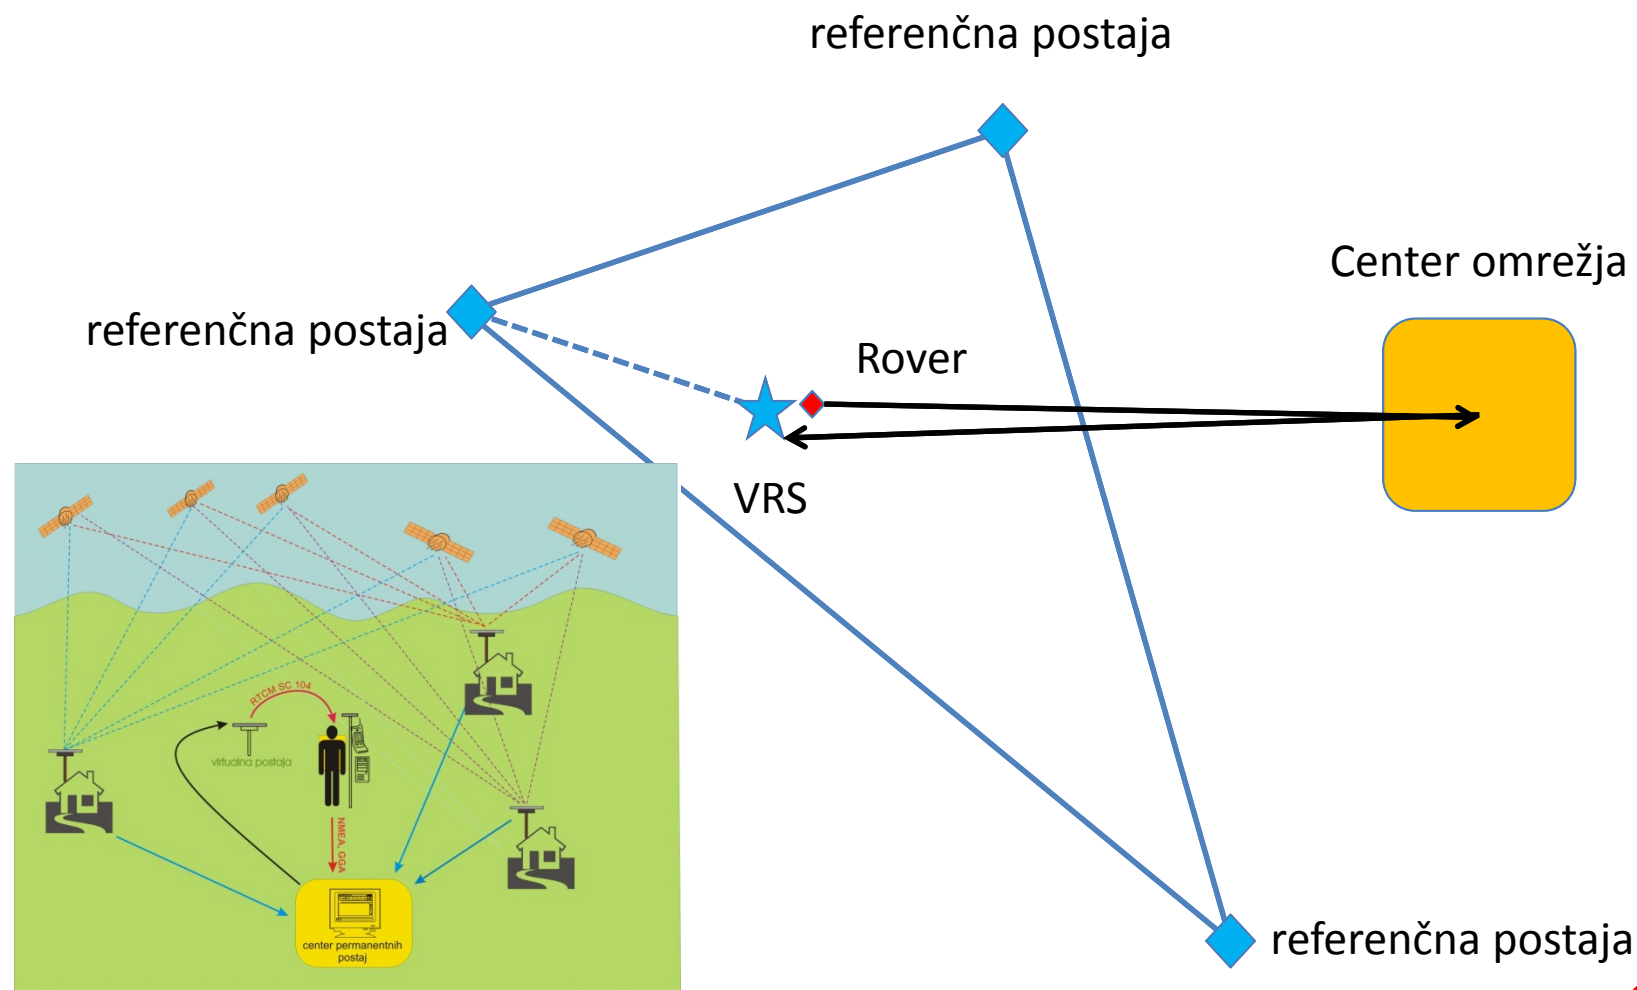 referenčna postaja
Center omrežja
referenčna postaja
Rover
VRS
RTCM SC 104
virtualna postaja
NMEA, GGA
center permanentnih
postaj
referenčna postaja